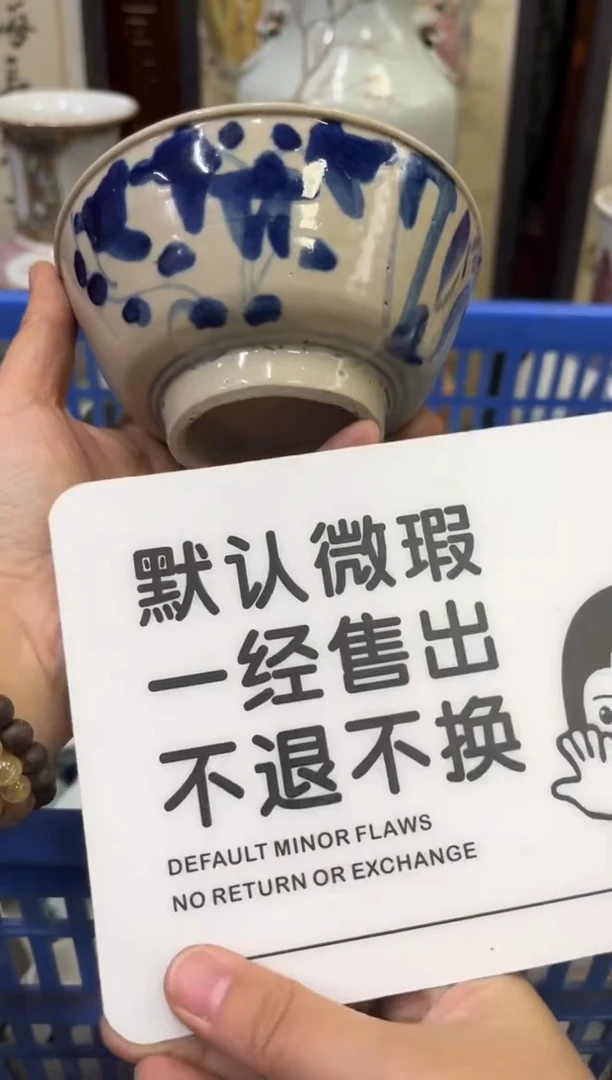 默认微瑕
一经售出
不退不换
DEFAULT MINOR FLAWS
NO RETURN OR EXCHANGE